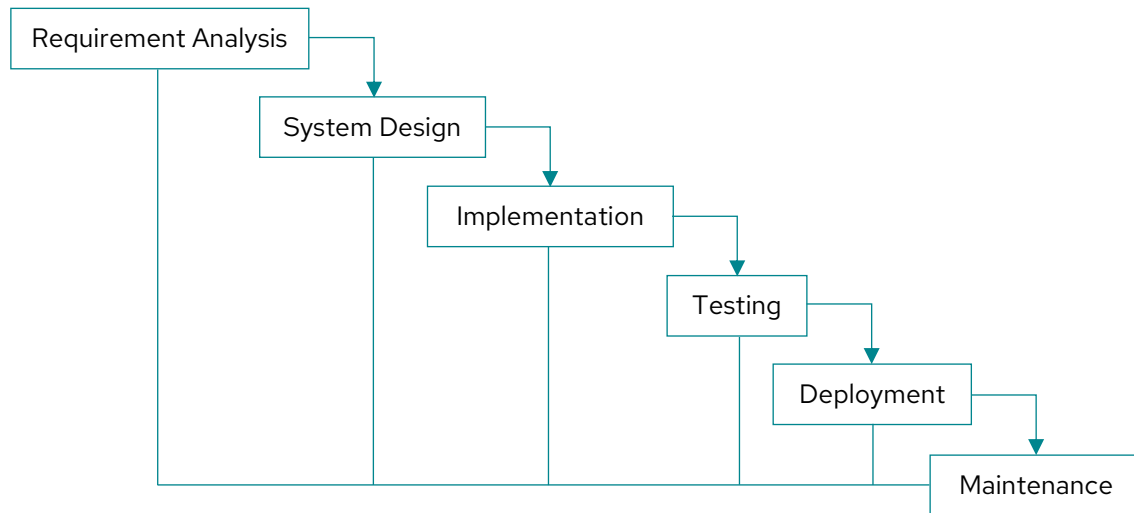 Requirement Analysis
System Design
Implementation
Testing
Deployment
Maintenance